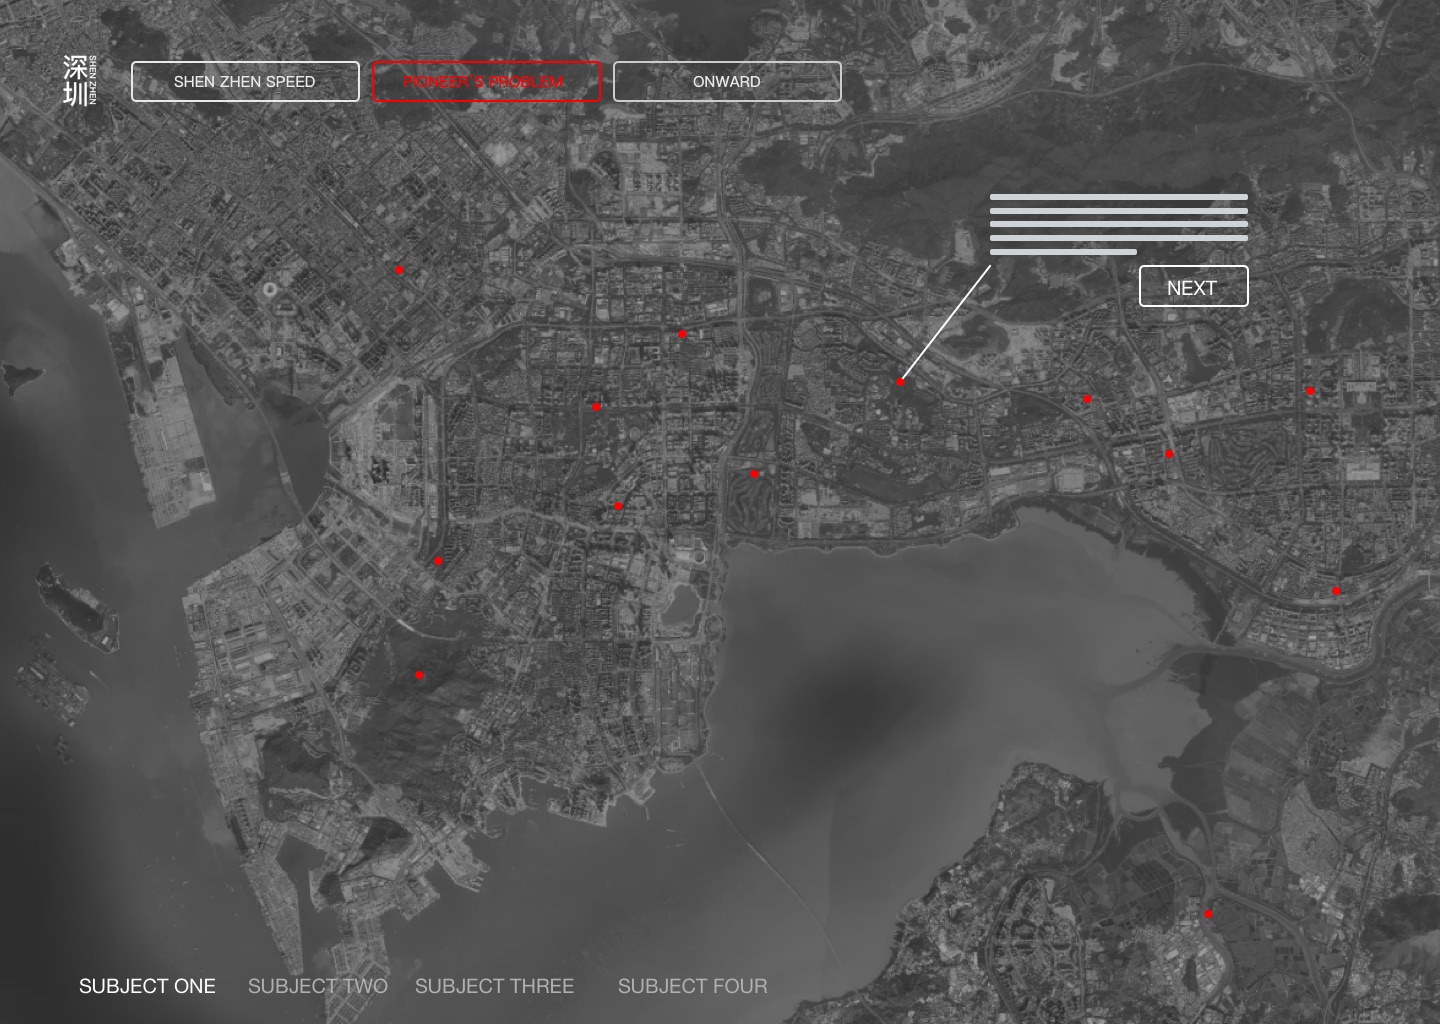 深圳
SHEN ZHEN
SHEN ZHEN SPEED
PIONEER'S PROBLEM
ONWARD
NEXT
SUBJECT ONE
SUBJECT TWO
SUBJECT THREE
SUBJECT FOUR